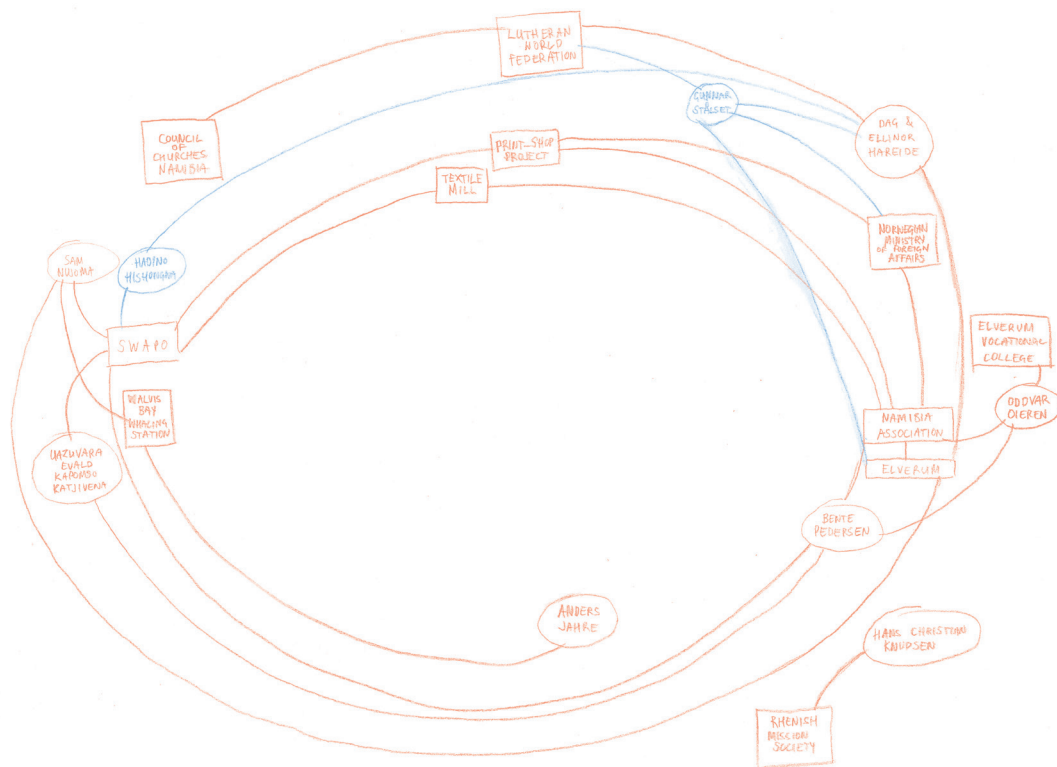 LUTHERAN
WORLD
FEDERATION
GUNNAR
STÅLSET
DAG &
ELLINOR
HAREIDE
COUNCIL
OF
CHURCHES
NAMIBIA
PRINT-SHOP
PROJECT
TEXTILE
MILL
NORWEGIAN
MINISTRY
OF FOREIGN
AFFAIRS
SAM
NUJOMA
HADINO
HISHONGWA
SWAPO
ELVERUM
VOCATIONAL
COLLEGE
WALVIS
BAY
WHALING
STATION
ODDVAR
OIEREN
NAMIBIA
ASSOCIATION
UAZUVARA
EWALD
KAPOMBO
KATJIVENA
ELVERUM
BENTE
PEDERSEN
ANDERS
JAHRE
HANS CHRISTIAN
KNUDSEN
RHENISH
MISSION
SOCIETY